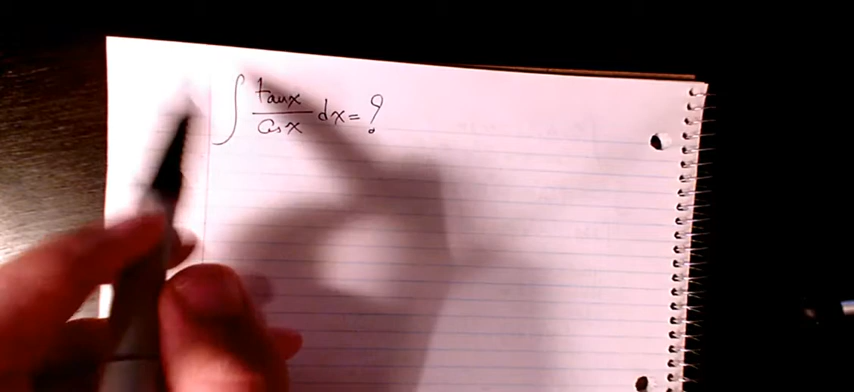 ∫ tanx/cosx dx = ?